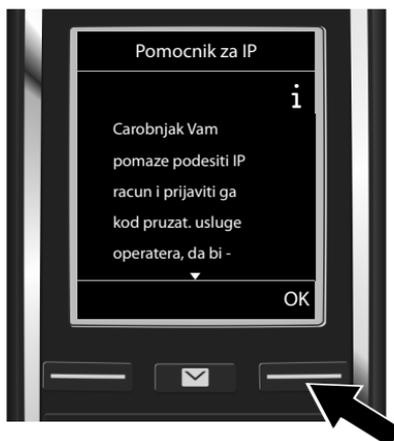 Pomocnik za IP
i
Carobnjak Vam
pomaze podesiti IP
racun i prijaviti ga
kod pruzat. usluge
operatera, da bi -
OK